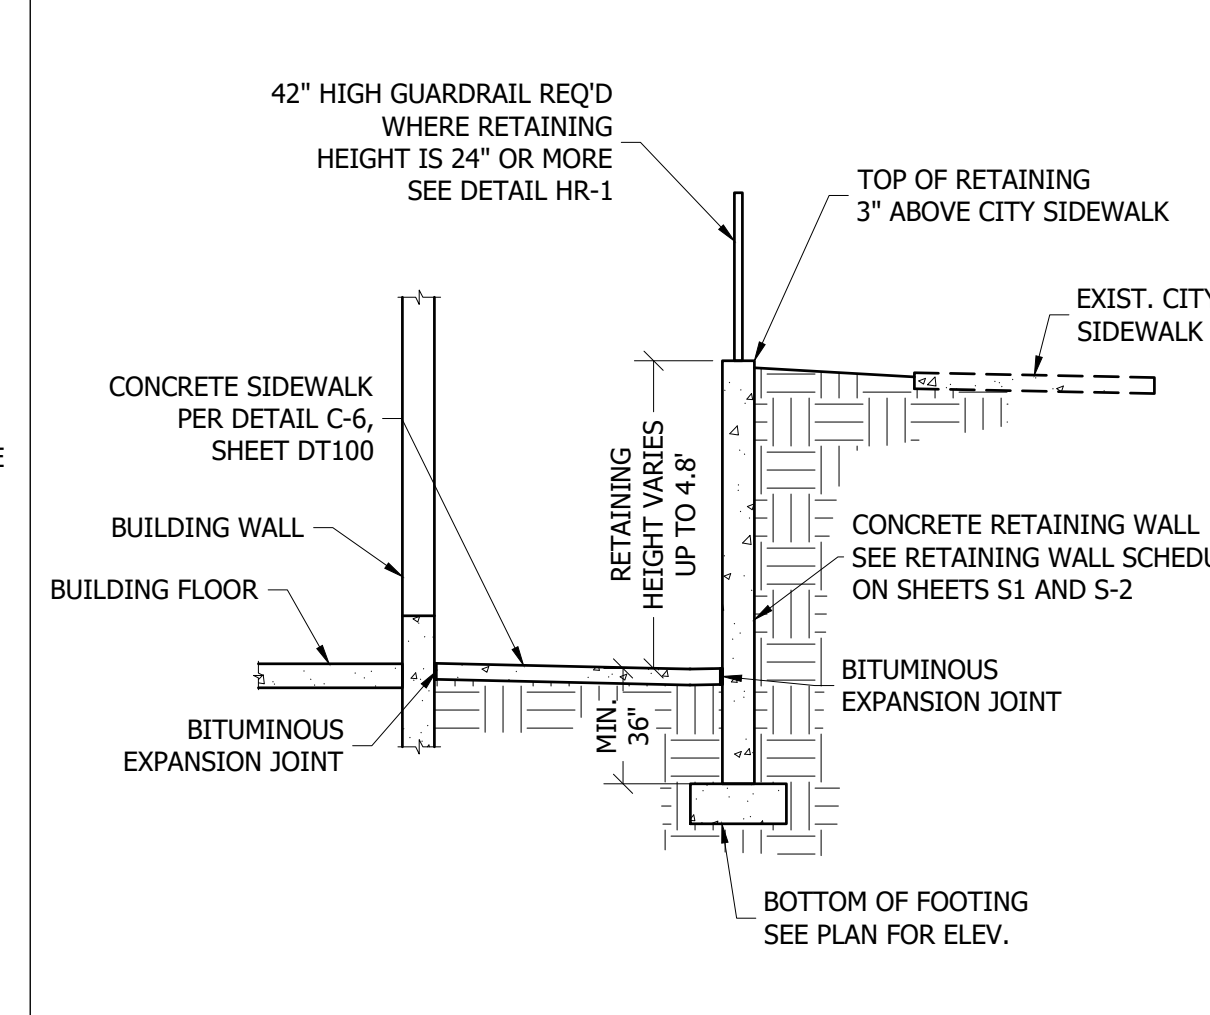 42" HIGH GUARDRAIL REQ'D
WHERE RETAINING
HEIGHT IS 24" OR MORE
SEE DETAIL HR-1
TOP OF RETAINING
3" ABOVE CITY SIDEWALK
EXIST. CITY
SIDEWALK
CONCRETE SIDEWALK
PER DETAIL C-6,
SHEET DT100
RETAINING
HEIGHT VARIES
UP TO 4.8'
BUILDING WALL
BUILDING FLOOR
CONCRETE RETAINING WALL
SEE RETAINING WALL
ON SHEETS S1 AND S-2
BITUMINOUS
EXPANSION JOINT
MIN.
36"
BITUMINOUS
EXPANSION JOINT
BOTTOM OF FOOTING
SEE PLAN FOR ELEV.